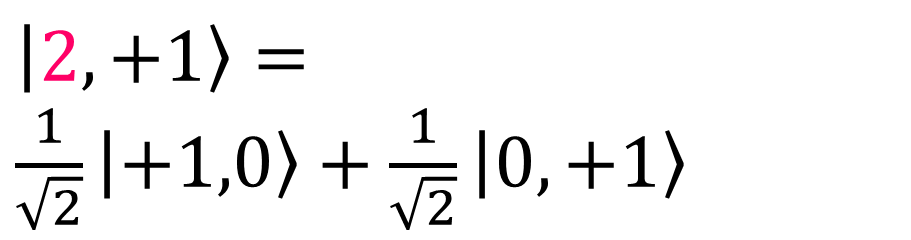 |2, +1⟩ =
1/√2 |+1,0⟩ + 1/√2 |0, +1⟩